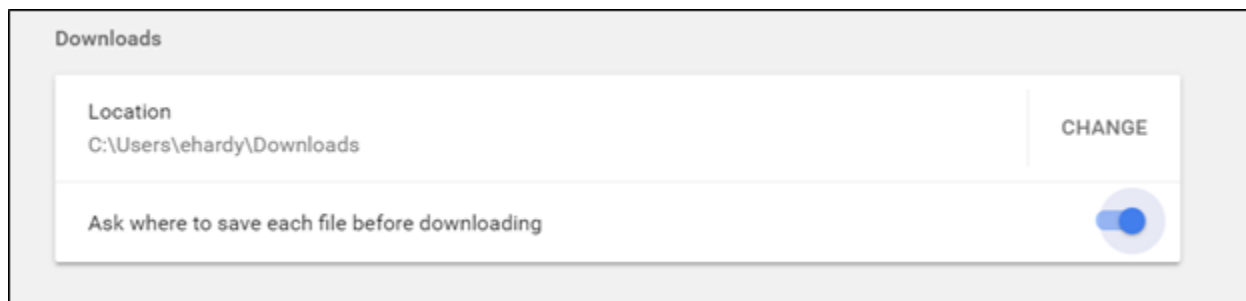 Downloads
Location
C:\Users\ehardy\Downloads
CHANGE
Ask where to save each file before downloading